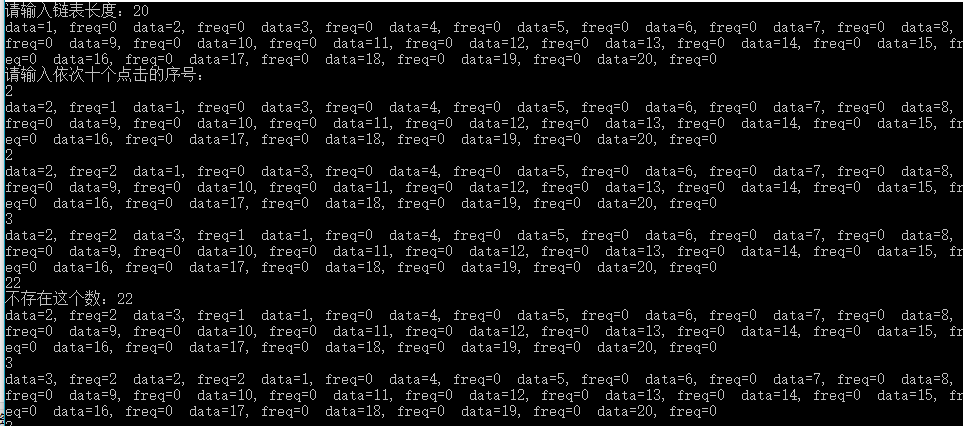 请输入链表长度：20
data=1, freq=0  data=2, freq=0  data=3, freq=0  data=4, freq=0  data=5, freq=0  data=6, freq=0  data=7, freq=0  data=8,
freq=0  data=9, freq=0  data=10, freq=0  data=11, freq=0  data=12, freq=0  data=13, freq=0  data=14, freq=0  data=15, fr
eq=0  data=16, freq=0  data=17, freq=0  data=18, freq=0  data=19, freq=0  data=20, freq=0
请输入依次十个点击的序号：
2
data=2, freq=1  data=1, freq=0  data=3, freq=0  data=4, freq=0  data=5, freq=0  data=6, freq=0  data=7, freq=0  data=8,
freq=0  data=9, freq=0  data=10, freq=0  data=11, freq=0  data=12, freq=0  data=13, freq=0  data=14, freq=0  data=15, fr
eq=0  data=16, freq=0  data=17, freq=0  data=18, freq=0  data=19, freq=0  data=20, freq=0
2
data=2, freq=2  data=1, freq=0  data=3, freq=0  data=4, freq=0  data=5, freq=0  data=6, freq=0  data=7, freq=0  data=8,
freq=0  data=9, freq=0  data=10, freq=0  data=11, freq=0  data=12, freq=0  data=13, freq=0  data=14, freq=0  data=15, fr
eq=0  data=16, freq=0  data=17, freq=0  data=18, freq=0  data=19, freq=0  data=20, freq=0
3
data=2, freq=2  data=3, freq=1  data=1, freq=0  data=4, freq=0  data=5, freq=0  data=6, freq=0  data=7, freq=0  data=8,
freq=0  data=9, freq=0  data=10, freq=0  data=11, freq=0  data=12, freq=0  data=13, freq=0  data=14, freq=0  data=15, fr
eq=0  data=16, freq=0  data=17, freq=0  data=18, freq=0  data=19, freq=0  data=20, freq=0
22
不存在这个数：22
data=2, freq=2  data=3, freq=1  data=1, freq=0  data=4, freq=0  data=5, freq=0  data=6, freq=0  data=7, freq=0  data=8,
freq=0  data=9, freq=0  data=10, freq=0  data=11, freq=0  data=12, freq=0  data=13, freq=0  data=14, freq=0  data=15, fr
eq=0  data=16, freq=0  data=17, freq=0  data=18, freq=0  data=19, freq=0  data=20, freq=0
3
data=3, freq=2  data=2, freq=2  data=1, freq=0  data=4, freq=0  data=5, freq=0  data=6, freq=0  data=7, freq=0  data=8,
freq=0  data=9, freq=0  data=10, freq=0  data=11, freq=0  data=12, freq=0  data=13, freq=0  data=14, freq=0  data=15, fr
eq=0  data=16, freq=0  data=17, freq=0  data=18, freq=0  data=19, freq=0  data=20, freq=0